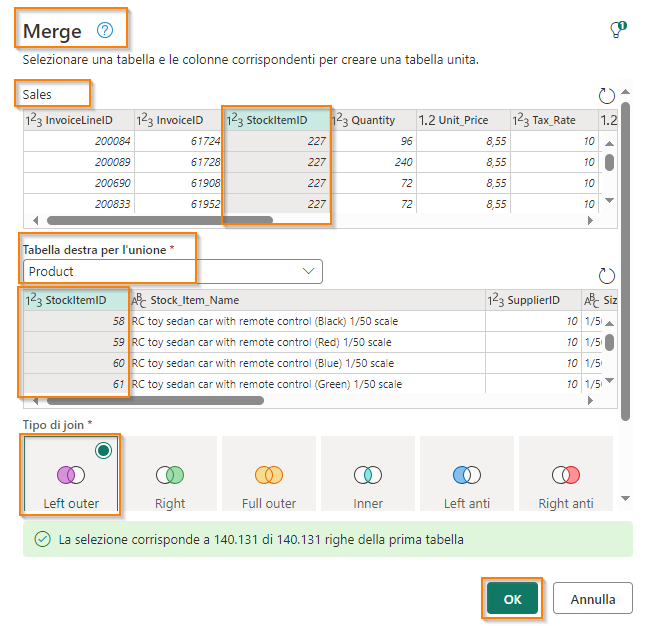 Merge ? 1
Selezionare una tabella e le colonne corrispondenti per creare una tabella unita.
Sales
1²3 InvoiceLineID 1²3 InvoiceID 1²3 StockItemID 1²3 Quantity 1.2 Unit_Price 1²3 Tax_Rate 1.2
200084 61724 227 96 8,55 10
200089 61728 227 240 8,55 10
200690 61908 227 72 8,55 10
200833 61952 227 72 8,55 10
Tabella destra per l'unione *
Product
1²3 StockItemID ABC Stock_Item_Name 1²3 SupplierID ABC Siz
58 RC toy sedan car with remote control (Black) 1/50 scale 10 1/5
59 RC toy sedan car with remote control (Red) 1/50 scale 10 1/5
60 RC toy sedan car with remote control (Blue) 1/50 scale 10 1/5
61 RC toy sedan car with remote control (Green) 1/50 scale 10 1/5
Tipo di join *
Left outer Right Full outer Inner Left anti Right anti
La selezione corrisponde a 140.131 di 140.131 righe della prima tabella
OK Annulla